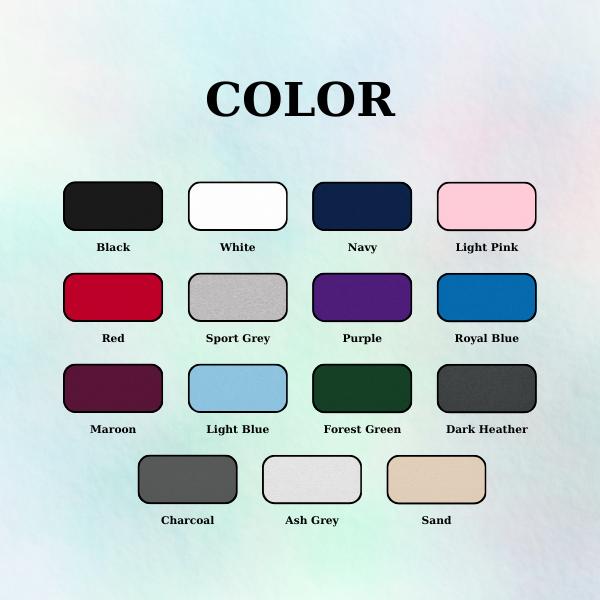 COLOR
Black White Navy Light Pink
Red Sport Grey Purple Royal Blue
Maroon Light Blue Forest Green Dark Heather
Charcoal Ash Grey Sand